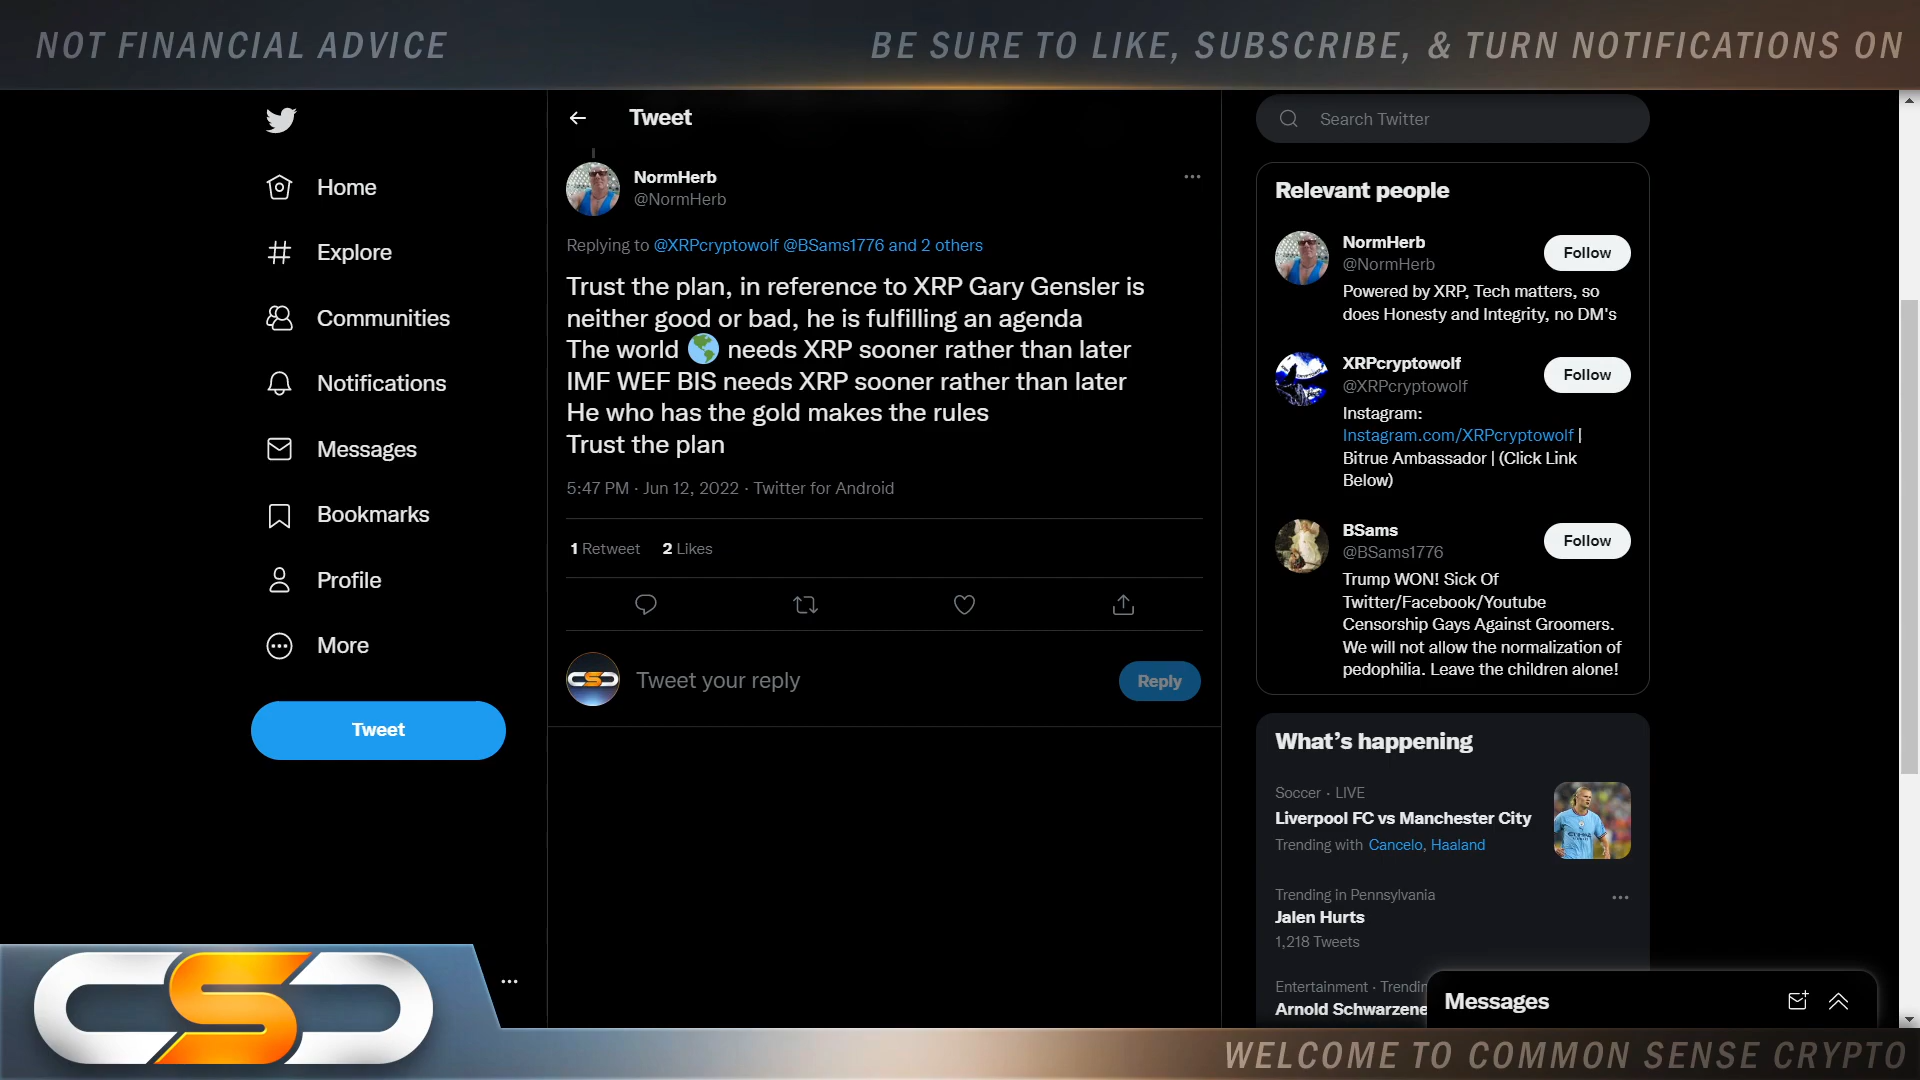 NOT FINANCIAL ADVICE
BE SURE TO LIKE, SUBSCRIBE, & TURN NOTIFICATIONS ON
Home
Explore
Communities
Notifications
Messages
Bookmarks
Profile
More
Tweet
Tweet
NormHerb
@NormHerb
Replying to @XRPcryptowolf @BSams1776 and 2 others
Trust the plan, in reference to XRP Gary Gensler is
neither good or bad, he is fulfilling an agenda
The world 🌎 needs XRP sooner rather than later
IMF WEF BIS needs XRP sooner rather than later
He who has the gold makes the rules
Trust the plan
5:47 PM · Jun 12, 2022 · Twitter for Android
1 Retweet 2 Likes
Tweet your reply
Reply
Search Twitter
Relevant people
NormHerb
@NormHerb
Follow
Powered by XRP, Tech matters, so
does Honesty and Integrity, no DM's
XRPcryptowolf
@XRPcryptowolf
Follow
Instagram:
Instagram.com/XRPcryptowolf |
Bitrue Ambassador | (Click Link
Below)
BSams
@BSams1776
Follow
Trump WON! Sick Of
Twitter/Facebook/Youtube
Censorship Gays Against Groomers.
We will not allow the normalization of
pedophilia. Leave the children alone!
What's happening
Soccer · LIVE
Liverpool FC vs Manchester City
Trending with Cancelo, Haaland
Trending in Pennsylvania
Jalen Hurts
1,218 Tweets
Entertainment · Trendin
Arnold Schwarzene
Messages
CSC
WELCOME TO COMMON SENSE CRYPTO